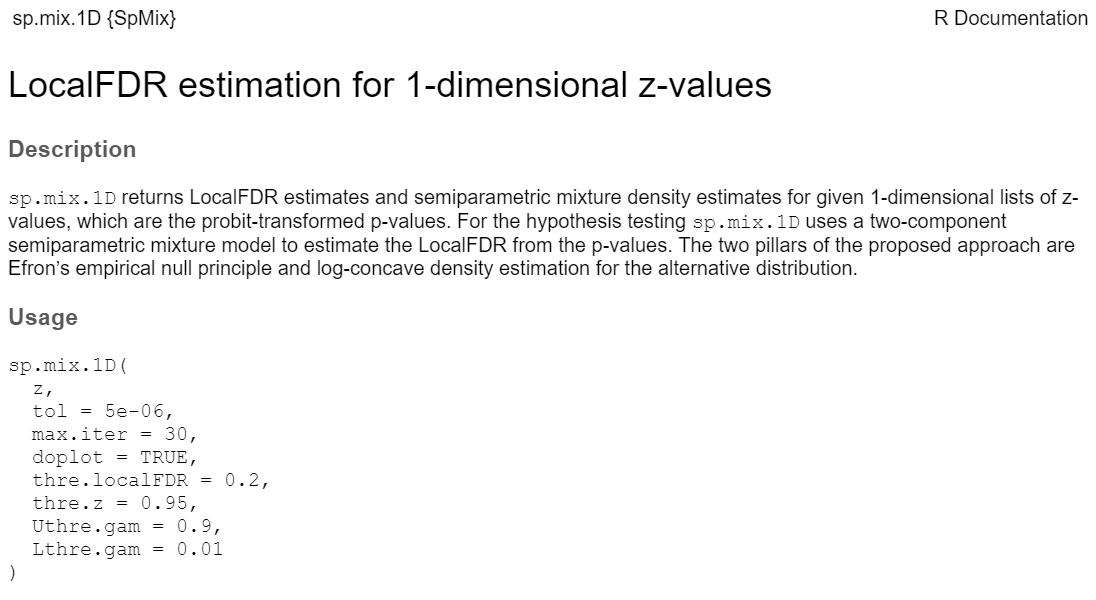 sp.mix.1D {SpMix} R Documentation
LocalFDR estimation for 1-dimensional z-values
Description
sp.mix.1D returns LocalFDR estimates and semiparametric mixture density estimates for given 1-dimensional lists of z-
values, which are the probit-transformed p-values. For the hypothesis testing sp.mix.1D uses a two-component
semiparametric mixture model to estimate the LocalFDR from the p-values. The two pillars of the proposed approach are
Efron’s empirical null principle and log-concave density estimation for the alternative distribution.
Usage
sp.mix.1D(
  z,
  tol = 5e-06,
  max.iter = 30,
  doplot = TRUE,
  thre.localFDR = 0.2,
  thre.z = 0.95,
  Uthre.gam = 0.9,
  Lthre.gam = 0.01
)